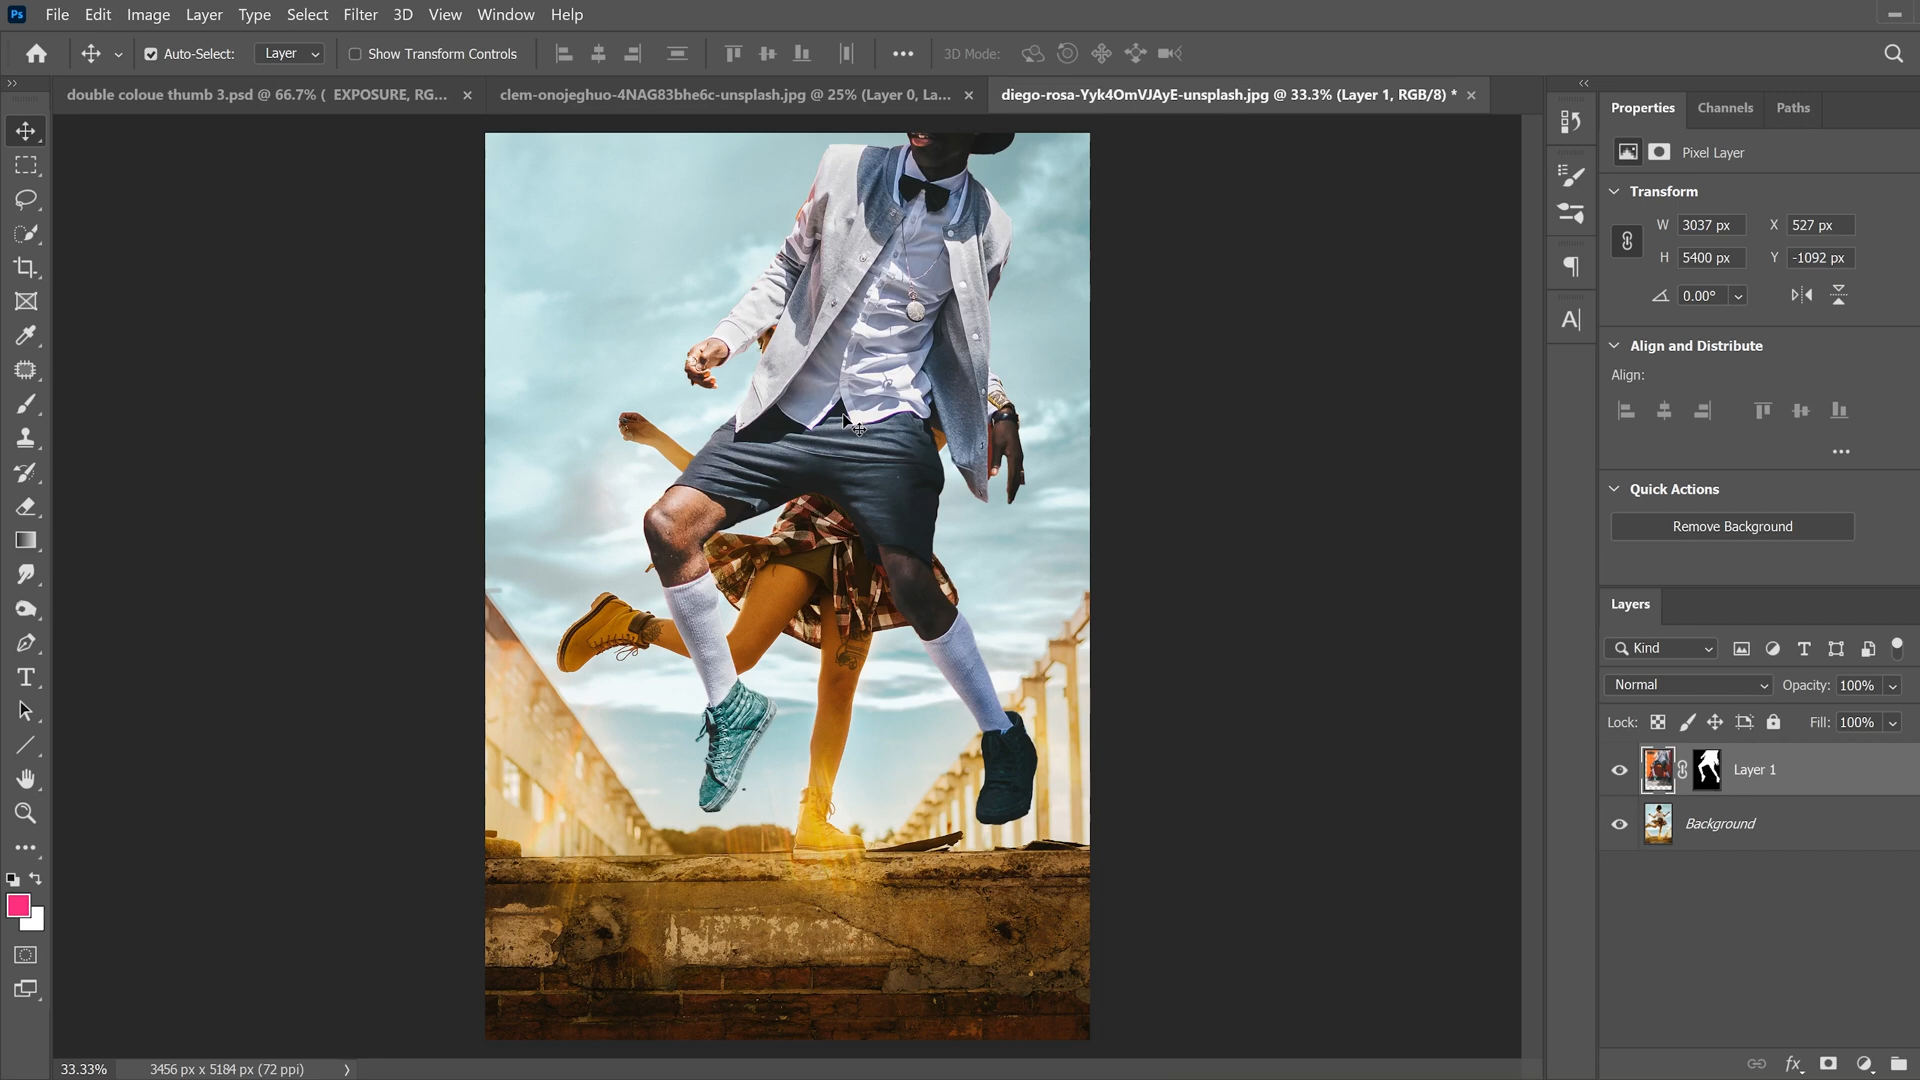 Ps File Edit Image Layer Type Select Filter 3D View Window Help
Auto-Select: Layer Show Transform Controls 3D Mode:
double coloue thumb 3.psd @ 66.7% ( EXPOSURE, RG... × clem-onojeghuo-4NAG83bhe6c-unsplash.jpg @ 25% (Layer 0, La... × diego-rosa-Yyk4OmVJAyE-unsplash.jpg @ 33.3% (Layer 1, RGB/8) * ×
Properties Channels Paths
Pixel Layer
Transform
W 3037 px X 527 px
H 5400 px Y -1092 px
0.00°
Align and Distribute
Align:
Quick Actions
Remove Background
Layers
Kind
Normal Opacity: 100%
Lock: Fill: 100%
Layer 1
Background
33.33% 3456 px x 5184 px (72 ppi)